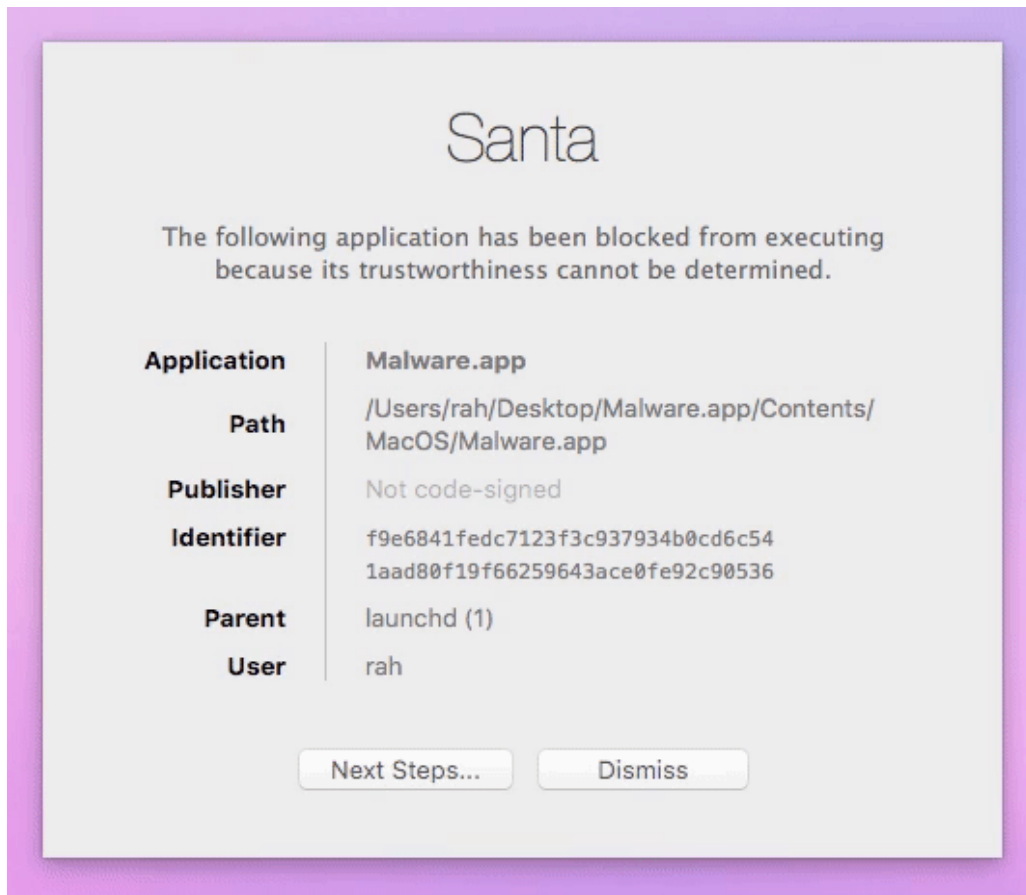 Santa
The following application has been blocked from executing
because its trustworthiness cannot be determined.
Application Malware.app
Path /Users/rah/Desktop/Malware.app/Contents/
MacOS/Malware.app
Publisher Not code-signed
Identifier f9e6841fedc7123f3c937934b0cd6c54
1aad80f19f66259643ace0fe92c90536
Parent launchd (1)
User rah
Next Steps... Dismiss